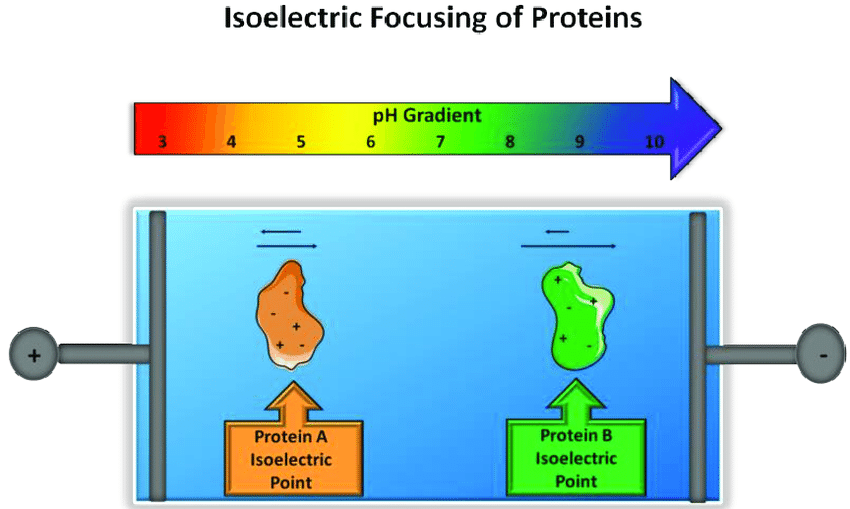 Isoelectric Focusing of Proteins
pH Gradient
3 4 5 6 7 8 9 10
+
-
- - + + -
+ + - + -
Protein A
Isoelectric
Point
Protein B
Isoelectric
Point